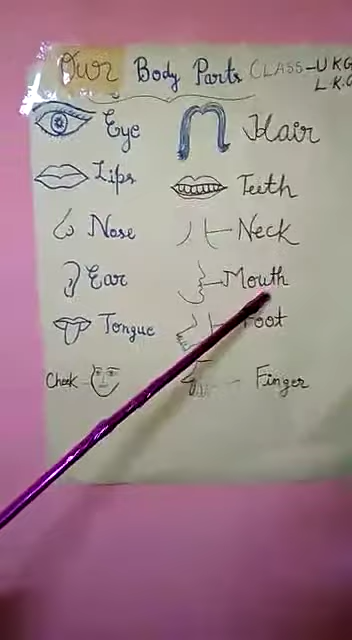 Our Body Parts CLASS-UKG
L.K.G
Eye Hair
Lips Teeth
Nose Neck
Ear Mouth
Tongue Foot
Cheek Finger